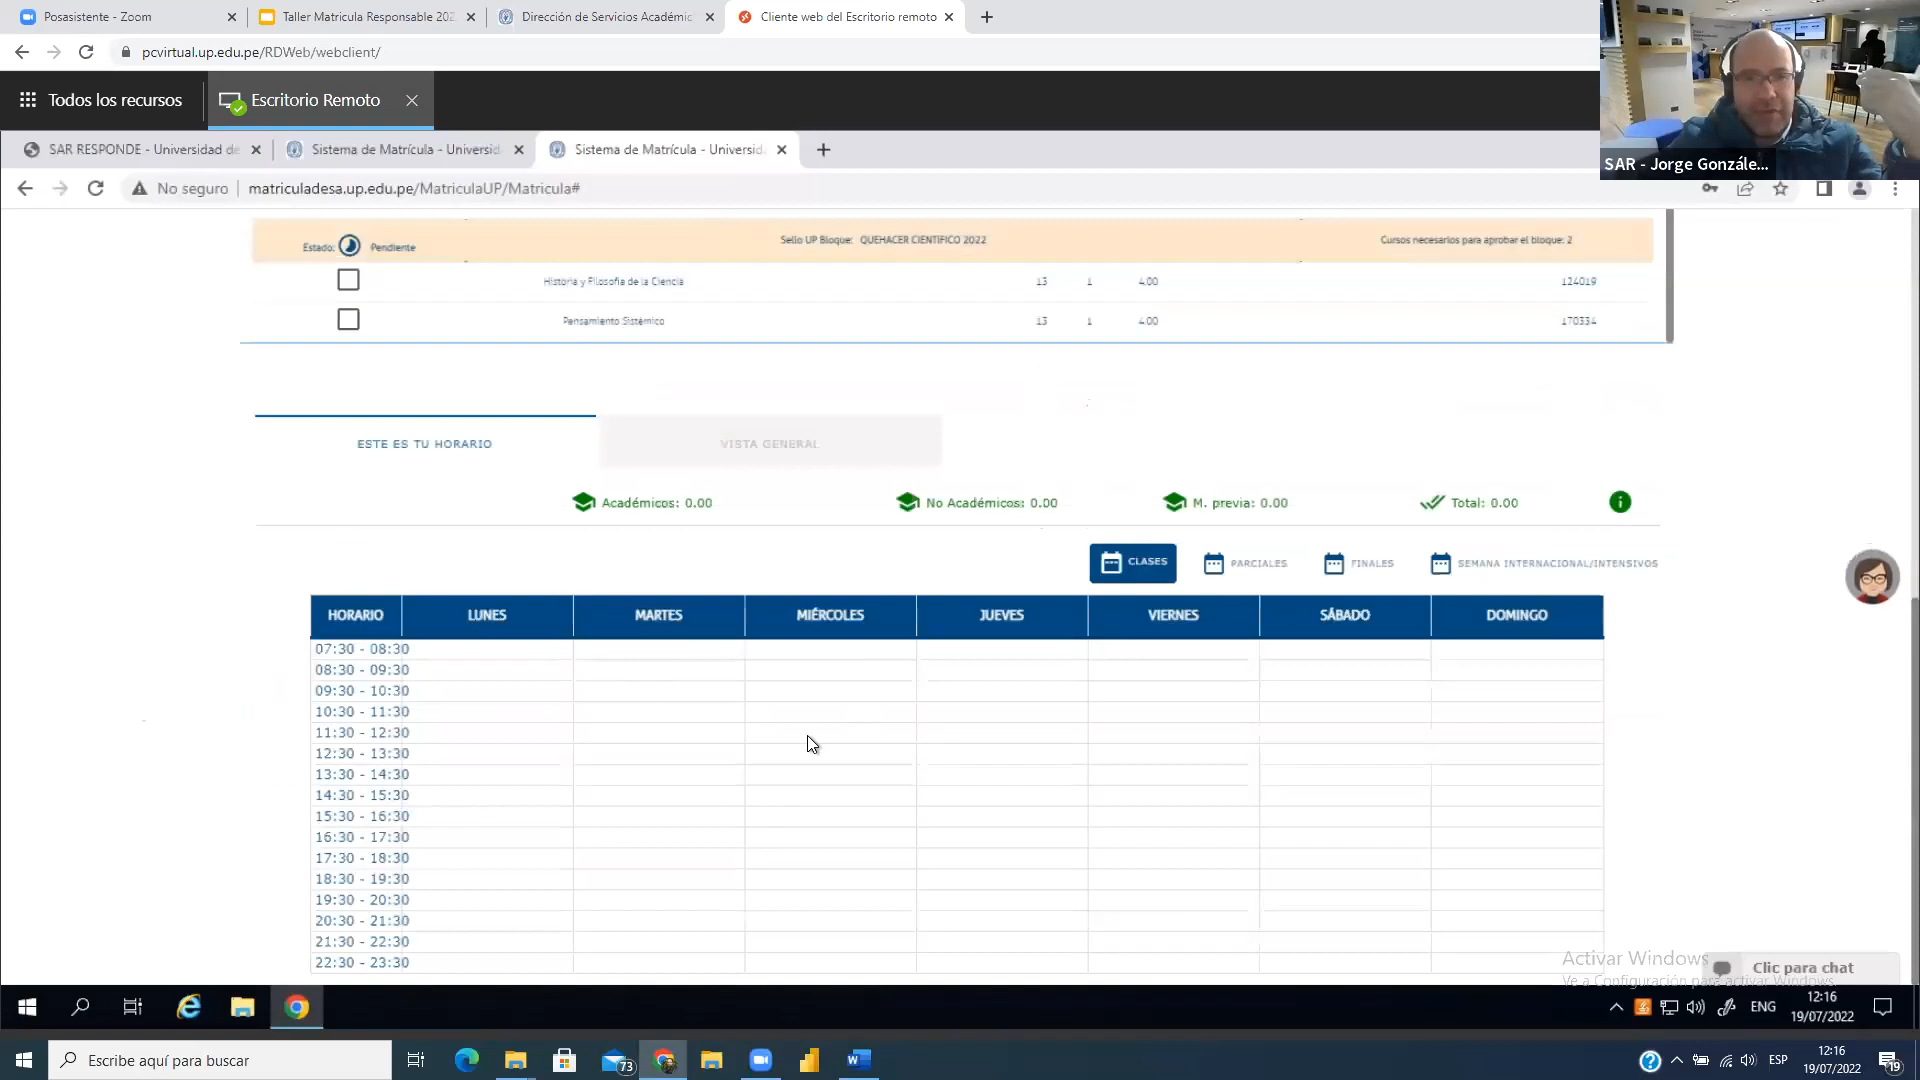 Posasistente - Zoom
Taller Matricula Responsable 202
Dirección de Servicios Académic
Cliente web del Escritorio remoto
pcvirtual.up.edu.pe/RDWeb/webclient/
Todos los recursos
Escritorio Remoto
SAR - Jorge Gonzále...
SAR RESPONDE - Universidad de
Sistema de Matrícula - Universid
Sistema de Matrícula - Universid
No seguro
matriculadesa.up.edu.pe/MatriculaUP/Matricula#
Estado: Pendiente
Sello UP Bloque: QUEHACER CIENTIFICO 2022
Cursos necesarios para aprobar el bloque: 2
Historia y Filosofía de la Ciencia 13 1 4.00 124019
Pensamiento Sistémico 13 1 4.00 170334
ESTE ES TU HORARIO
VISTA GENERAL
Académicos: 0.00
No Académicos: 0.00
M. previa: 0.00
Total: 0.00
CLASES
PARCIALES
FINALES
SEMANA INTERNACIONAL/INTENSIVOS
HORARIO LUNES MARTES MIÉRCOLES JUEVES VIERNES SÁBADO DOMINGO
07:30 - 08:30
08:30 - 09:30
09:30 - 10:30
10:30 - 11:30
11:30 - 12:30
12:30 - 13:30
13:30 - 14:30
14:30 - 15:30
15:30 - 16:30
16:30 - 17:30
17:30 - 18:30
18:30 - 19:30
19:30 - 20:30
20:30 - 21:30
21:30 - 22:30
22:30 - 23:30
Activar Windows
Ve a Configuración para activar Windows.
Clic para chat
ENG
12:16
19/07/2022
Escribe aquí para buscar
73
ESP
12:16
19/07/2022
19